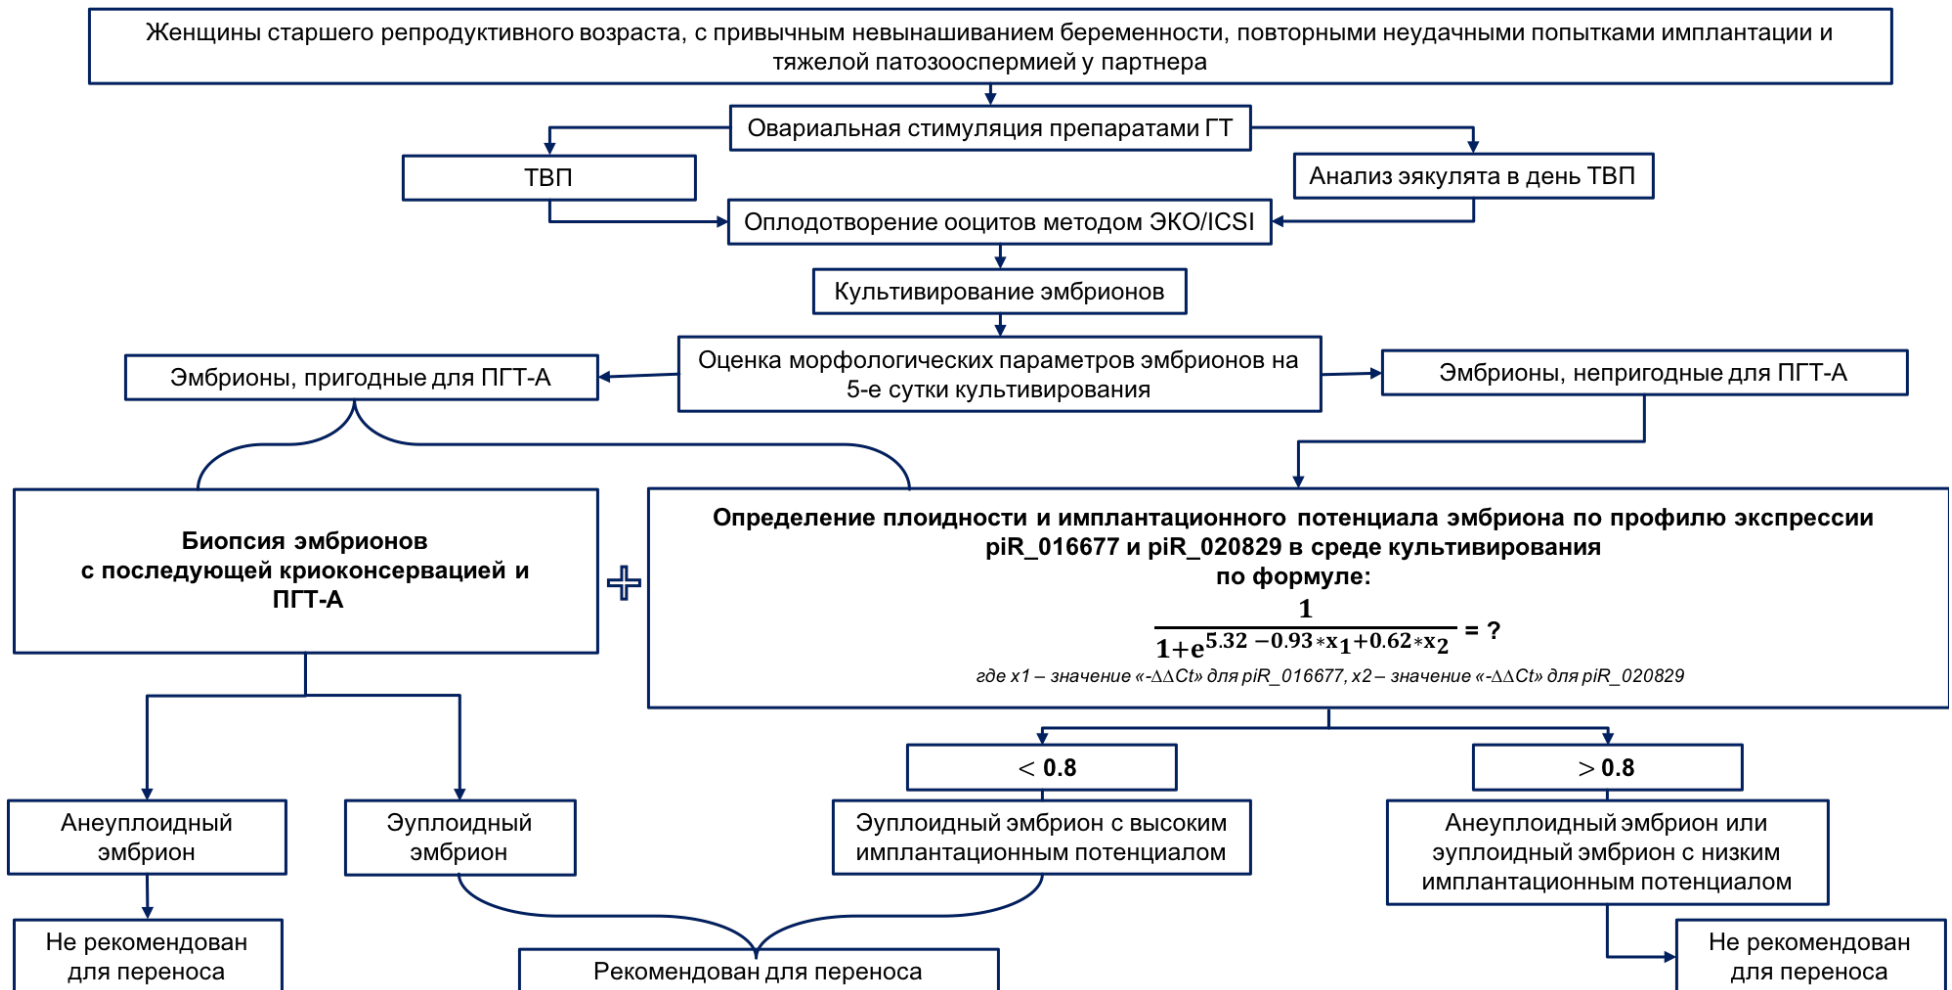 Женщины старшего репродуктивного возраста, с привычным невынашиванием беременности, повторными неудачными попытками имплантации и
тяжелой патозооспермией у партнера
Овариальная стимуляция препаратами ГТ
ТВП
Анализ эякулята в день ТВП
Оплодотворение ооцитов методом ЭКО/ICSI
Культивирование эмбрионов
Эмбрионы, пригодные для ПГТ-А
Оценка морфологических параметров эмбрионов на
5-е сутки культивирования
Эмбрионы, непригодные для ПГТ-А
Биопсия эмбрионов
с последующей криоконсервацией и
ПГТ-А
Определение плоидности и имплантационного потенциала эмбриона по профилю экспрессии
piR_016677 и piR_020829 в среде культивирования
по формуле:
1
1+e^5.32 −0.93*x1+0.62*x2 = ?
где x1 – значение «-∆∆Ct» для piR_016677, x2 – значение «-∆∆Ct» для piR_020829
< 0.8
> 0.8
Анеуплоидный
эмбрион
Эуплоидный
эмбрион
Эуплоидный эмбрион с высоким
имплантационным потенциалом
Анеуплоидный эмбрион или
эуплоидный эмбрион с низким
имплантационным потенциалом
Не рекомендован
для переноса
Рекомендован для переноса
Не рекомендован
для переноса